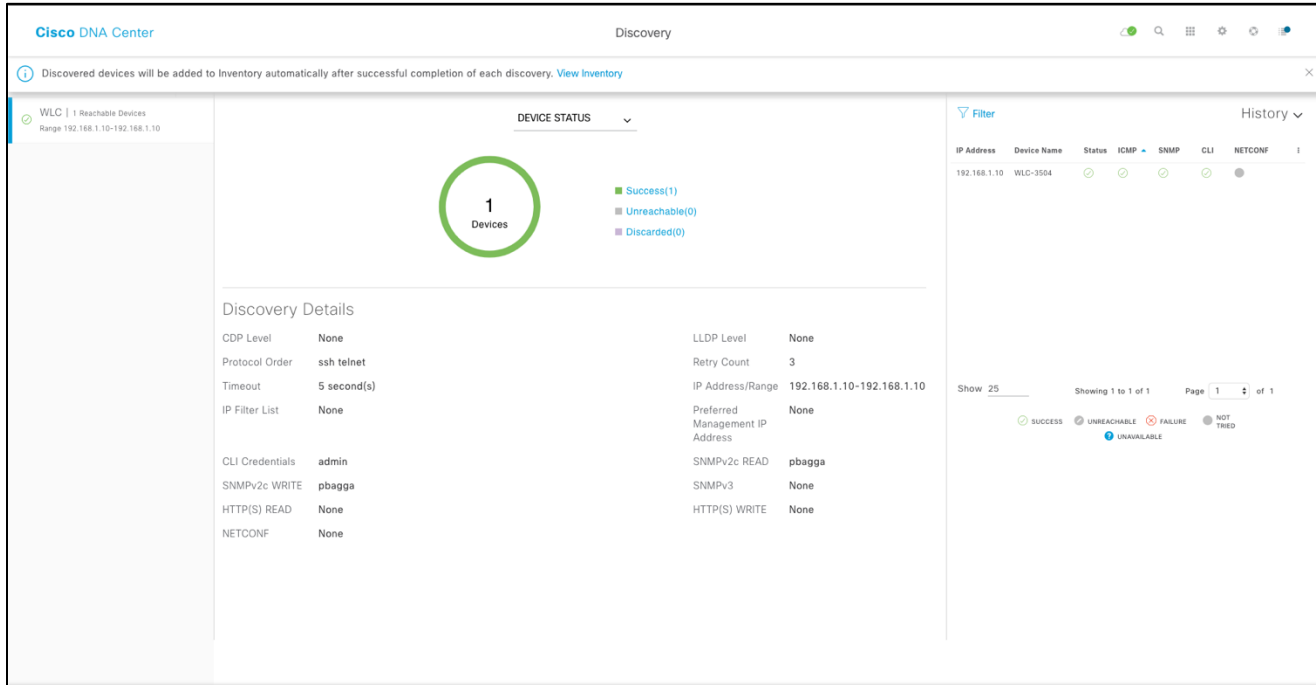 Cisco DNA Center
Discovery
Discovered devices will be added to Inventory automatically after successful completion of each discovery. View Inventory
WLC | 1 Reachable Devices
Range 192.168.1.10-192.168.1.10
DEVICE STATUS
1
Devices
Success(1)
Unreachable(0)
Discarded(0)
Discovery Details
CDP Level None LLDP Level None
Protocol Order ssh telnet Retry Count 3
Timeout 5 second(s) IP Address/Range 192.168.1.10-192.168.1.10
IP Filter List None Preferred None
Management IP
Address
CLI Credentials admin SNMPv2c READ pbagga
SNMPv2c WRITE pbagga SNMPv3 None
HTTP(S) READ None HTTP(S) WRITE None
NETCONF None
Filter History
IP Address Device Name Status ICMP SNMP CLI NETCONF
192.168.1.10 WLC-3504
Show 25 Showing 1 to 1 of 1 Page 1 of 1
SUCCESS UNREACHABLE FAILURE NOT
TRIED
UNAVAILABLE